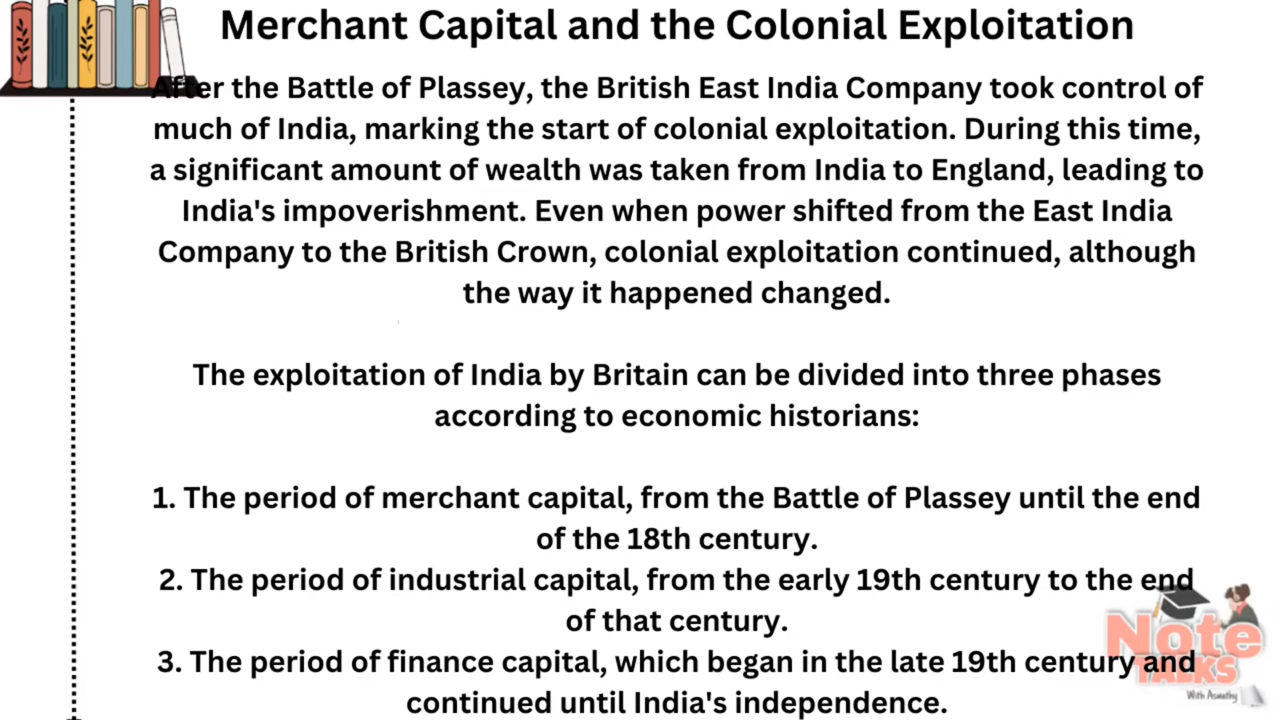 Merchant Capital and the Colonial Exploitation
After the Battle of Plassey, the British East India Company took control of
much of India, marking the start of colonial exploitation. During this time,
a significant amount of wealth was taken from India to England, leading to
India's impoverishment. Even when power shifted from the East India
Company to the British Crown, colonial exploitation continued, although
the way it happened changed.
The exploitation of India by Britain can be divided into three phases
according to economic historians:
1. The period of merchant capital, from the Battle of Plassey until the end
of the 18th century.
2. The period of industrial capital, from the early 19th century to the end
of that century.
3. The period of finance capital, which began in the late 19th century and
continued until India's independence.
Note
TALKS
With Aswathy